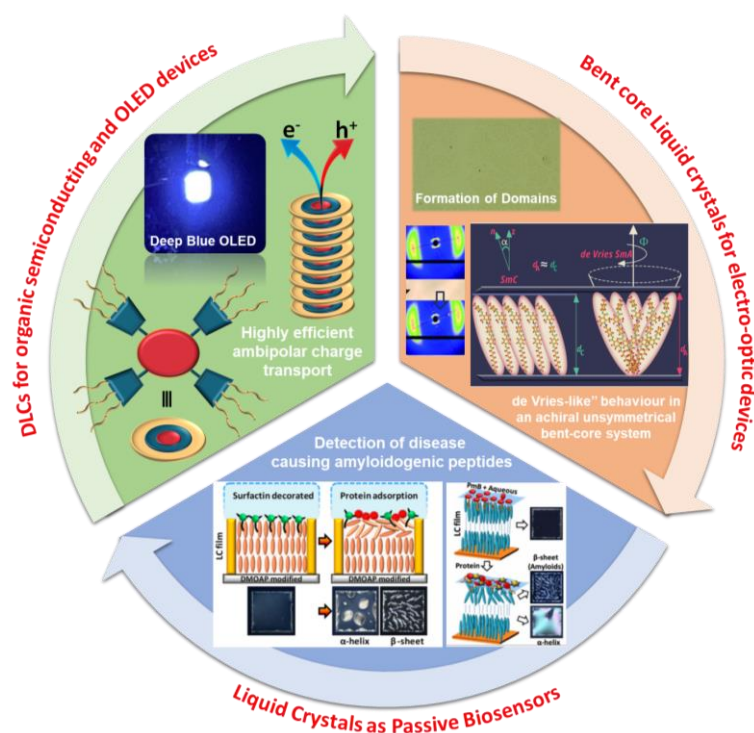 DLCs for organic semiconducting and OLED devices
Deep Blue OLED
e-
h+
Highly efficient
ambipolar charge
transport
Bent core Liquid crystals for electro-optic devices
Formation of Domains
n
z
α
SmC
de Vries SmA
Φ
de Vries-like" behaviour in
an achiral unsymmetrical
bent-core system
Detection of disease
causing amyloidogenic peptides
Surfactin decorated
Protein adsorption
LC film
DMOAP modified
DMOAP modified
α-helix
β-sheet
PmB + Aqueous
LC film
Protein
β-sheet
(Amyloids)
α-helix
Liquid Crystals as Passive Biosensors